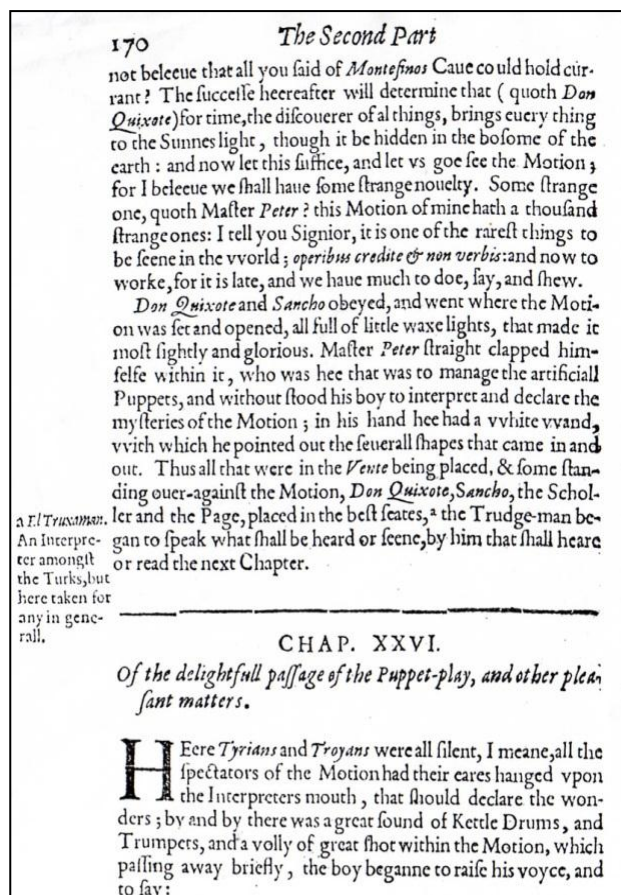 170 The Second Part
not beleeue that all you ſaid of Monteſinos Caue could hold cur-
rant? The ſucceſſe heereafter will determine that ( quoth Don
Quixote) for time, the diſcouerer of al things, brings euery thing
to the Sunnes light, though it be hidden in the boſome of the
earth : and now let this ſuffice, and let vs goe ſee the Motion ;
for I beleeue we ſhall haue ſome ſtrange nouelty. Some ſtrange
one, quoth Maſter Peter ? this Motion of mine hath a thouſand
ſtrange ones: I tell you Signior, it is one of the rareſt things to
be ſeene in the vvorld ; operibus credite & non verbis: and now to
worke, for it is late, and we haue much to doe, ſay, and ſhew.
Don Quixote and Sancho obeyed, and went where the Moti-
on was ſet and opened, all full of little waxe lights, that made it
moſt ſightly and glorious. Maſter Peter ſtraight clapped him-
ſelfe within it, who was hee that was to manage the artificiall
Puppets, and without ſtood his boy to interpret and declare the
myſteries of the Motion ; in his hand hee had a vvhite vvand,
vvith which he pointed out the ſeuerall ſhapes that came in and
out. Thus all that were in the Vente being placed, & ſome ſtan-
ding ouer-againſt the Motion, Don Quixote, Sancho, the Schol-
ler and the Page, placed in the beſt ſeates, ª the Trudge-man be-
gan to ſpeak what ſhall be heard or ſeene, by him that ſhall heare
or read the next Chapter.
a El Truxaman.
An Interpre-
ter amongſt
the Turks, but
here taken for
any in gene-
rall.
CHAP. XXVI.
Of the delightfull paſſage of the Puppet-play, and other plea-
ſant matters.
HEere Tyrians and Troyans were all ſilent, I meane, all the
ſpectators of the Motion had their eares hanged vpon
the Interpreters mouth, that ſhould declare the won-
ders ; by and by there was a great ſound of Kettle Drums, and
Trumpets, and a volly of great ſhot within the Motion, which
paſſing away briefly, the boy beganne to raiſe his voyce, and
to ſay: